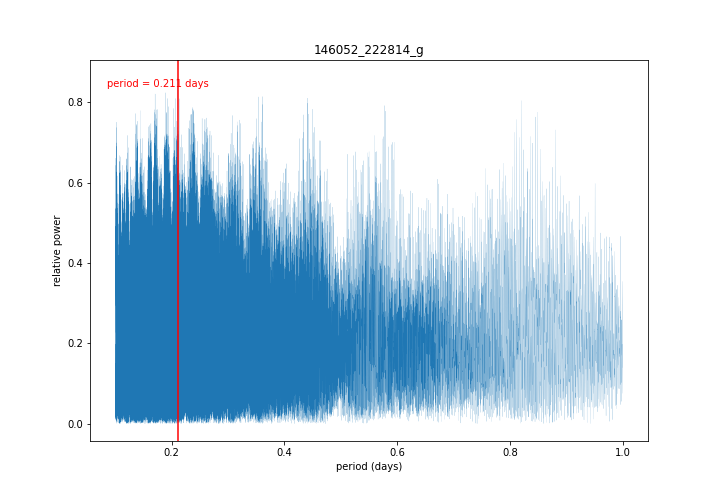 146052_222814_g
period = 0.211 days
0.8
0.6
0.4
0.2
0.0
relative power
0.2 0.4 0.6 0.8 1.0
period (days)